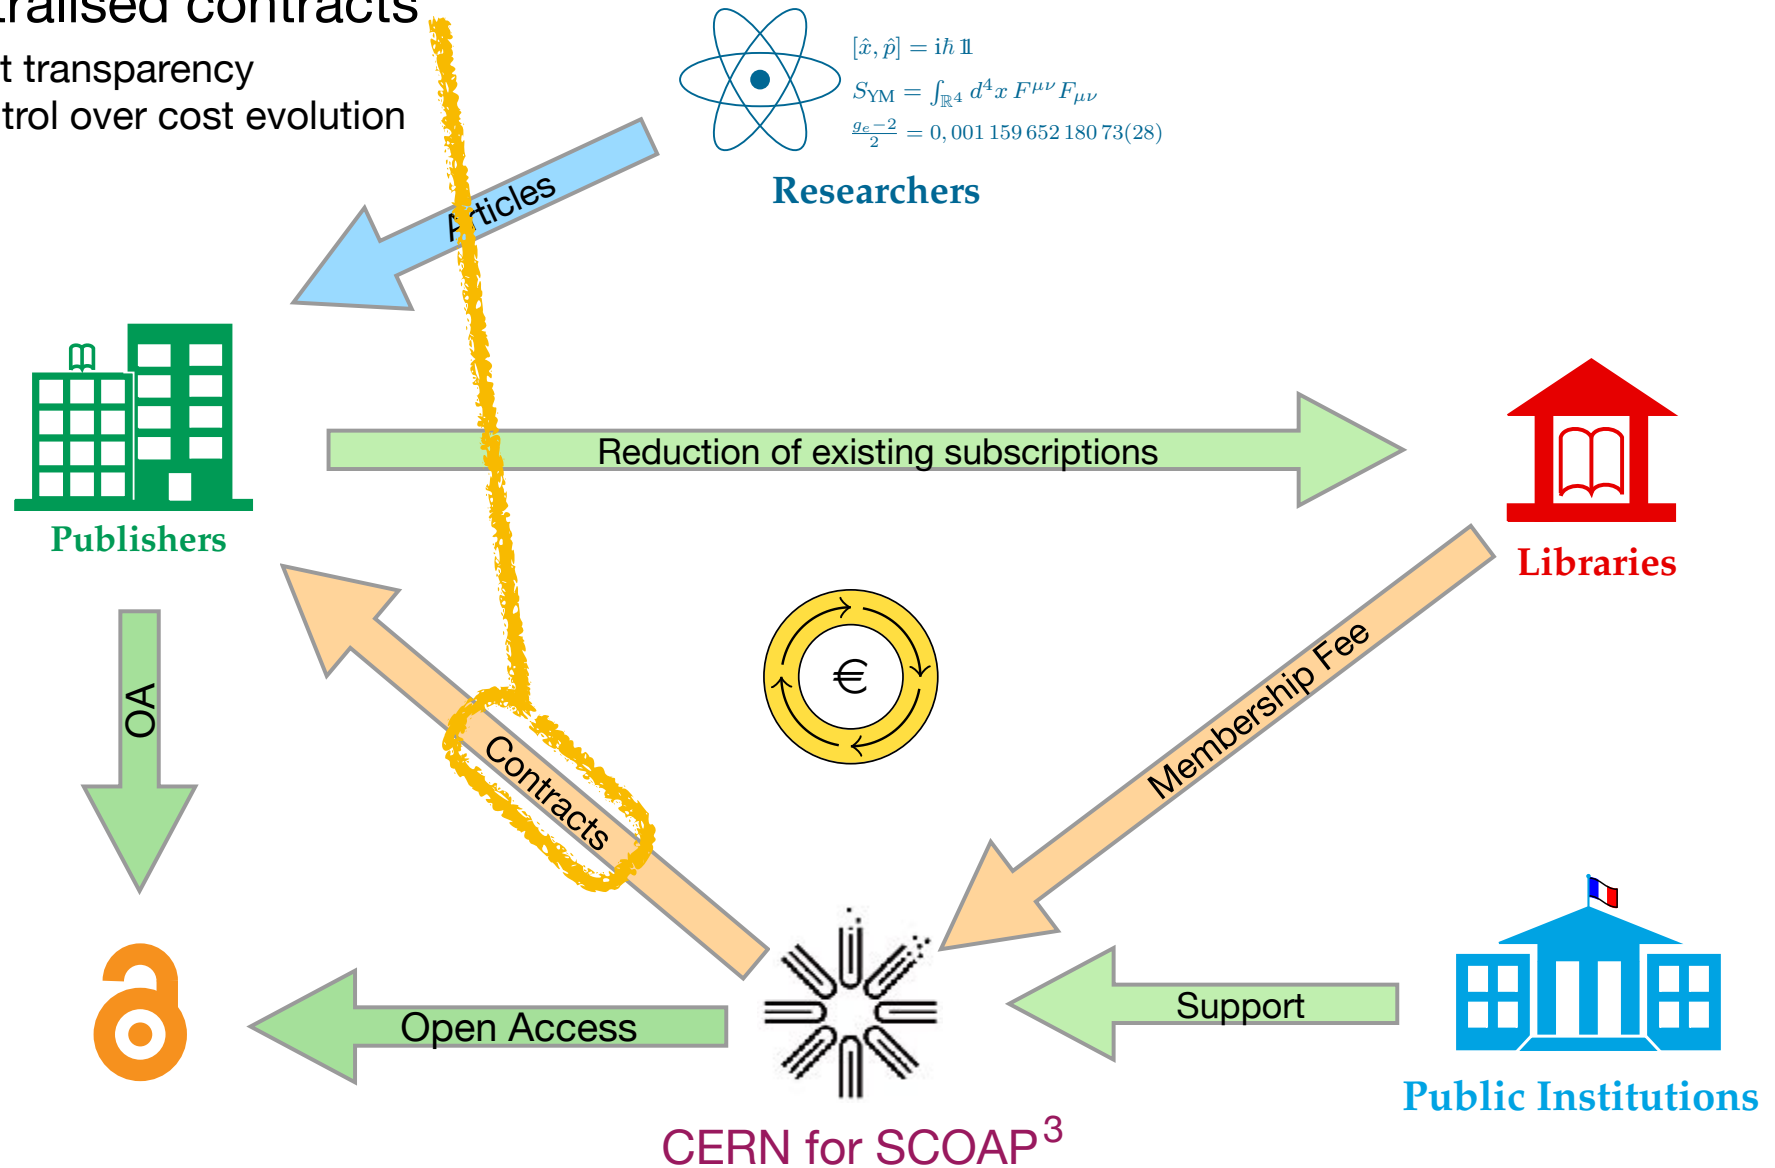 tralised contracts
t transparency
trol over cost evolution
[x̂, p̂] = iℏ 𝟙
S_YM = ∫_ℝ⁴ d⁴x F^μν F_μν
(g_e−2)/2 = 0, 001 159 652 180 73(28)
Researchers
Articles
Reduction of existing subscriptions
Publishers
Libraries
€
OA
Contracts
Membership Fee
Open Access
Support
Public Institutions
CERN for SCOAP³